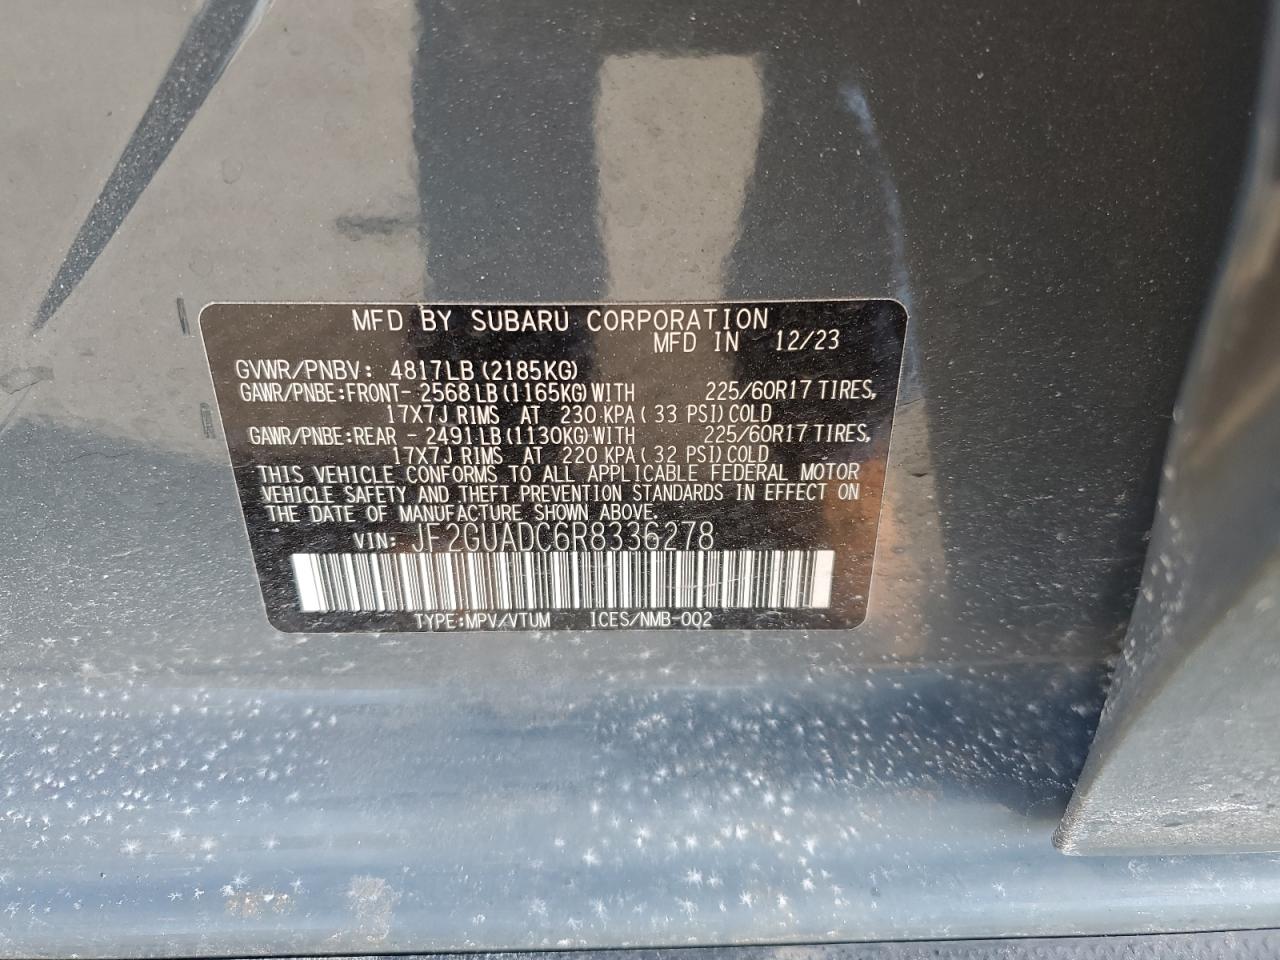 MFD BY SUBARU CORPORATION
MFD IN 12/23
GVWR/PNBV: 4817LB(2185KG)
GAWR/PNBE:FRONT-2568LB(1165KG)WITH 225/60R17 TIRES,
17X7J RIMS AT 230 KPA(33 PSI)COLD
GAWR/PNBE:REAR -2491LB(1130KG)WITH 225/60R17 TIRES,
17X7J RIMS AT 220 KPA(32 PSI)COLD
THIS VEHICLE CONFORMS TO ALL APPLICABLE FEDERAL MOTOR
VEHICLE SAFETY AND THEFT PREVENTION STANDARDS IN EFFECT ON
THE DATE OF MANUFACTURE SHOWN ABOVE.
VIN: JF2GUADC6R8336278
TYPE:MPV/VTUM ICES/NMB-002